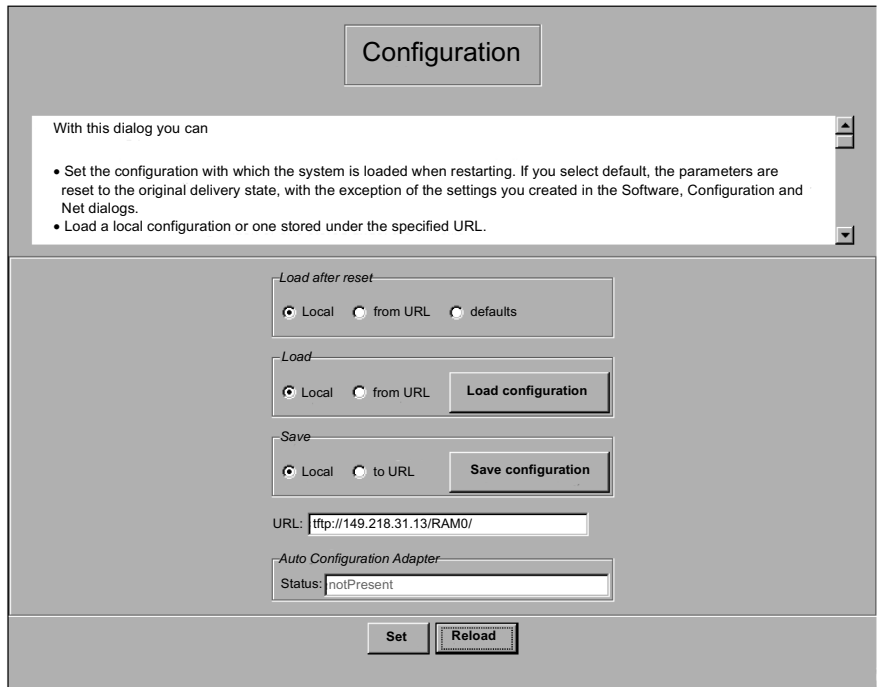 Configuration
With this dialog you can
• Set the configuration with which the system is loaded when restarting. If you select default, the parameters are
reset to the original delivery state, with the exception of the settings you created in the Software, Configuration and
Net dialogs.
• Load a local configuration or one stored under the specified URL.
Load after reset
Local from URL defaults
Load
Local from URL Load configuration
Save
Local to URL Save configuration
URL: tftp://149.218.31.13/RAM0/
Auto Configuration Adapter
Status: notPresent
Set Reload